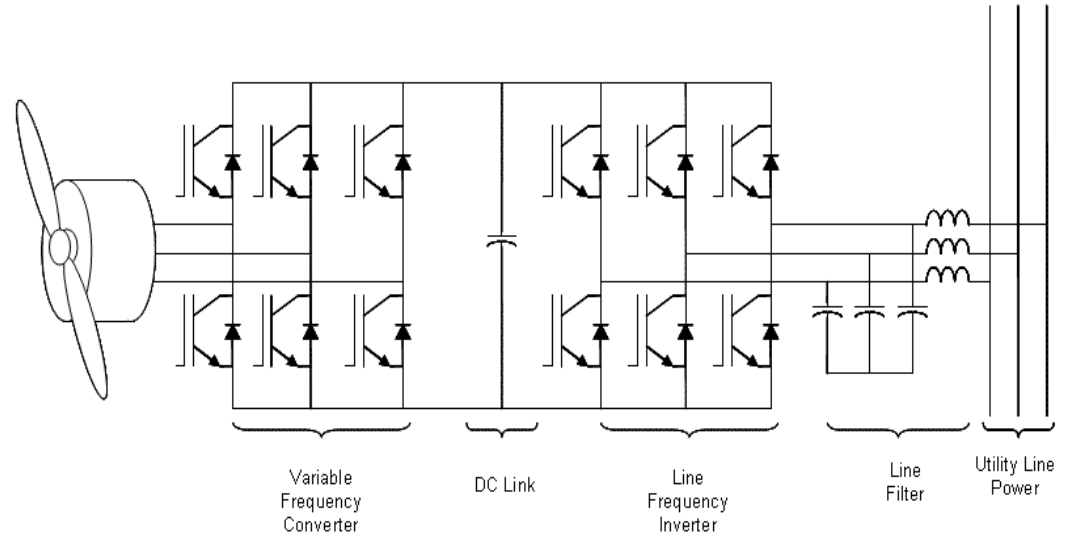 Variable
Frequency
Converter
DC Link
Line
Frequency
Inverter
Line
Filter
Utility Line
Power